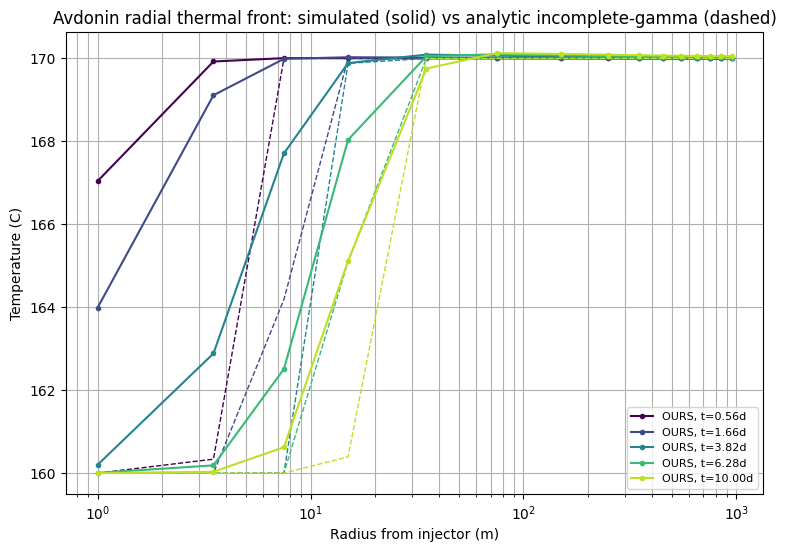 Avdonin radial thermal front: simulated (solid) vs analytic incomplete-gamma (dashed)
Temperature (C)
170
168
166
164
162
160
10⁰
10¹
10²
10³
Radius from injector (m)
OURS, t=0.56d
OURS, t=1.66d
OURS, t=3.82d
OURS, t=6.28d
OURS, t=10.00d